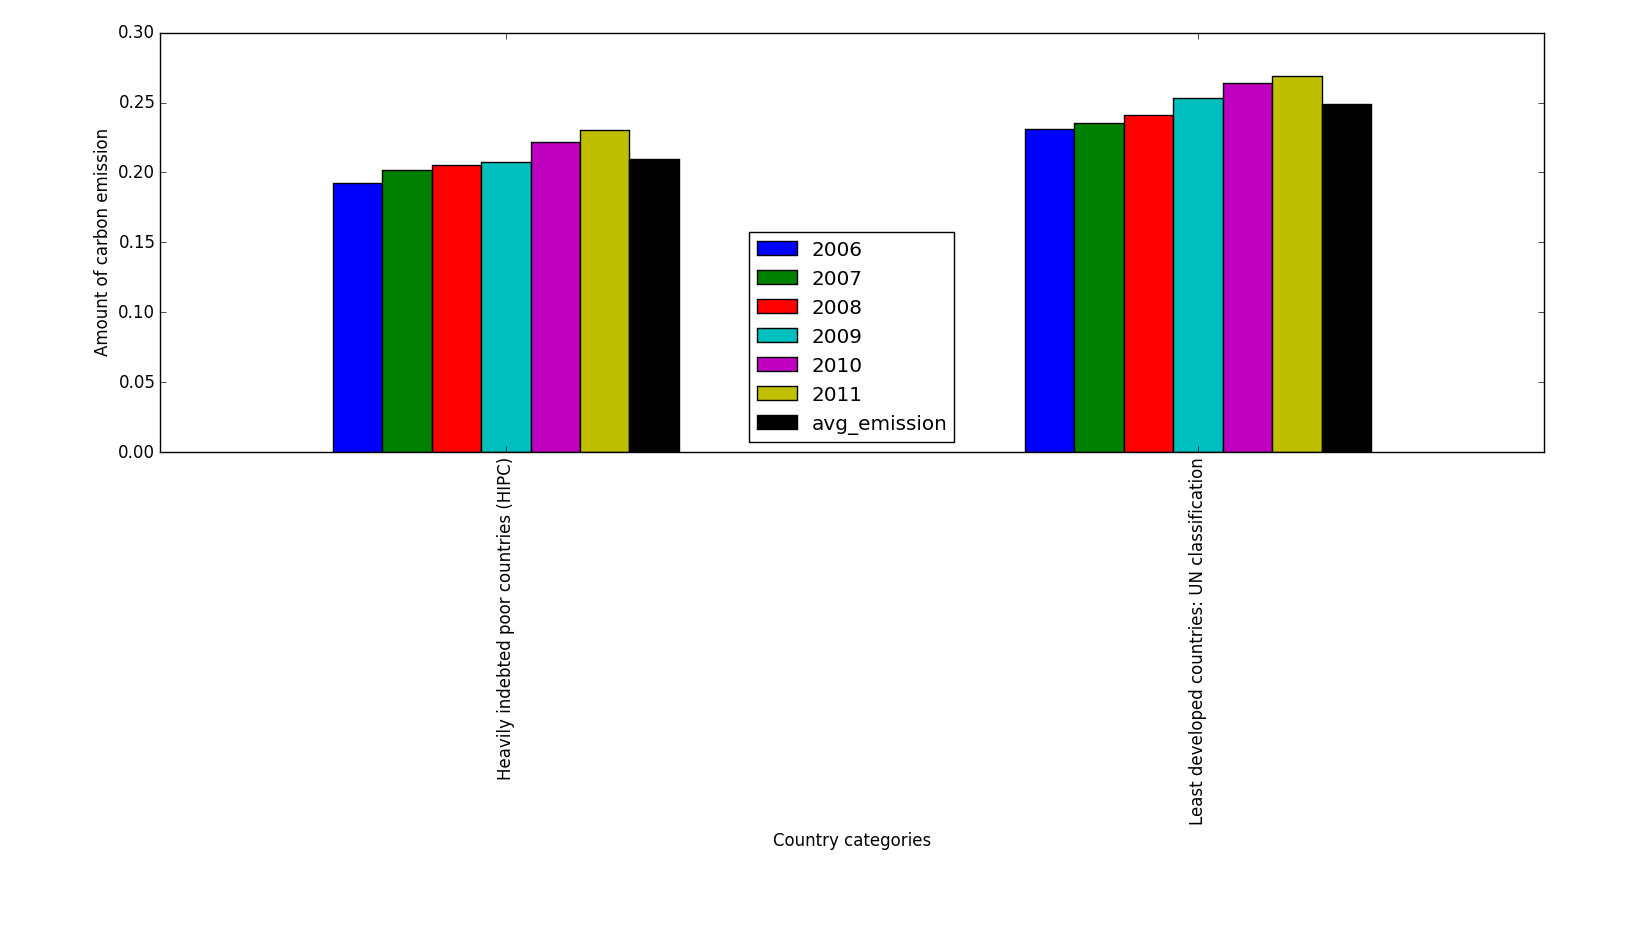 0.30
0.25
0.20
0.15
0.10
0.05
0.00
Amount of carbon emission
2006
2007
2008
2009
2010
2011
avg_emission
Heavily indebted poor countries (HIPC)
Least developed countries: UN classification
Country categories